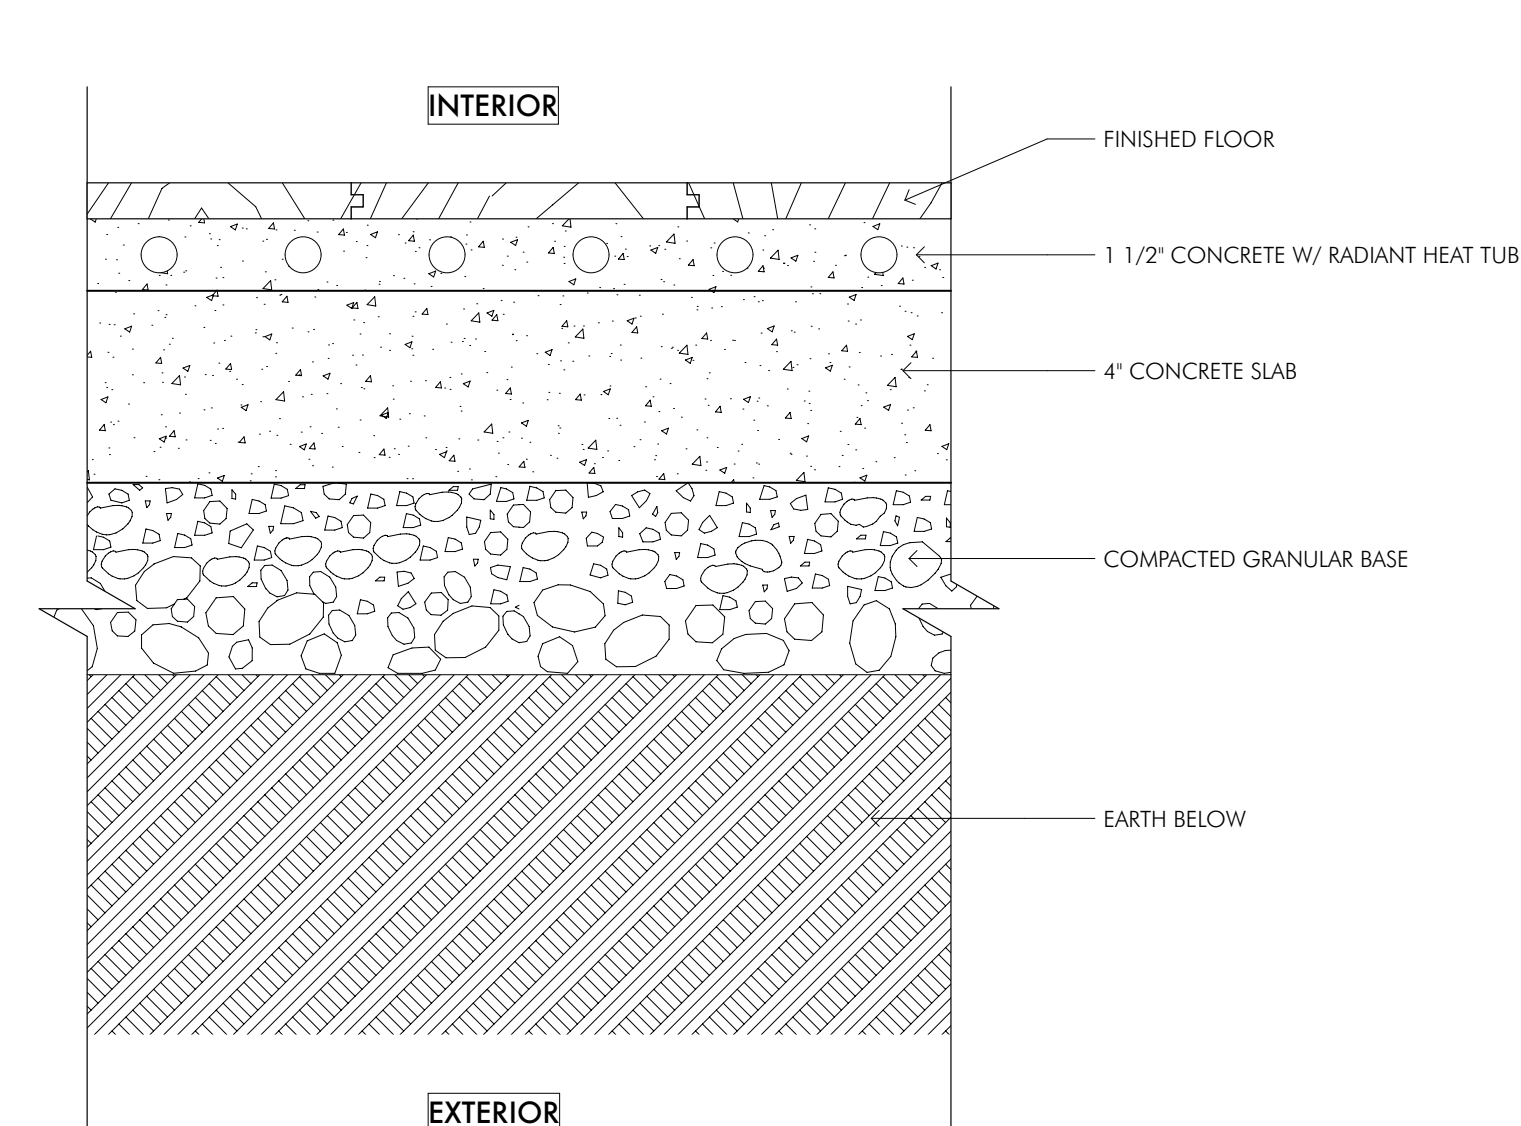 INTERIOR
FINISHED FLOOR
1 1/2" CONCRETE W/ RADIANT HEAT TUB
4" CONCRETE SLAB
COMPACTED GRANULAR BASE
EARTH BELOW
EXTERIOR